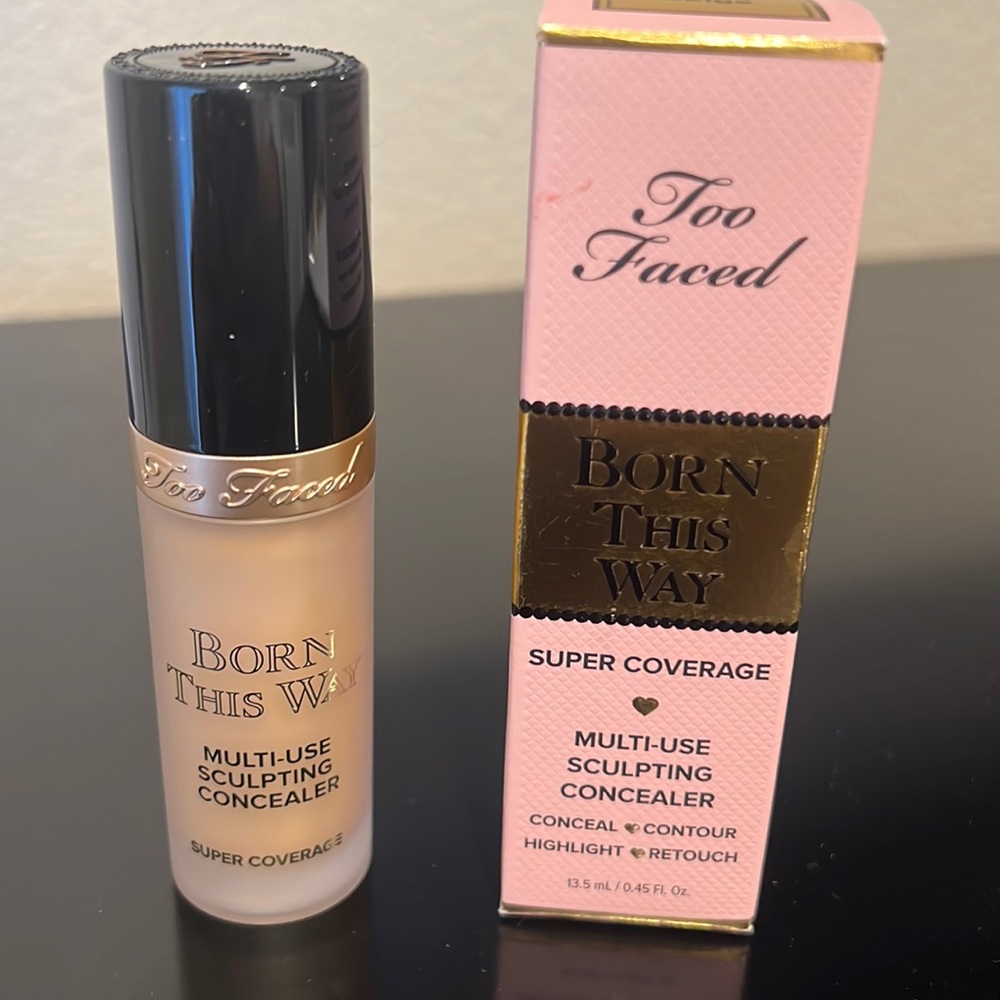 Too Faced
BORN
THIS WAY
MULTI-USE
SCULPTING
CONCEALER
SUPER COVERAGE
Too
Faced
BORN
THIS
WAY
SUPER COVERAGE
MULTI-USE
SCULPTING
CONCEALER
CONCEAL CONTOUR
HIGHLIGHT RETOUCH
13.5 mL / 0.45 Fl. Oz.